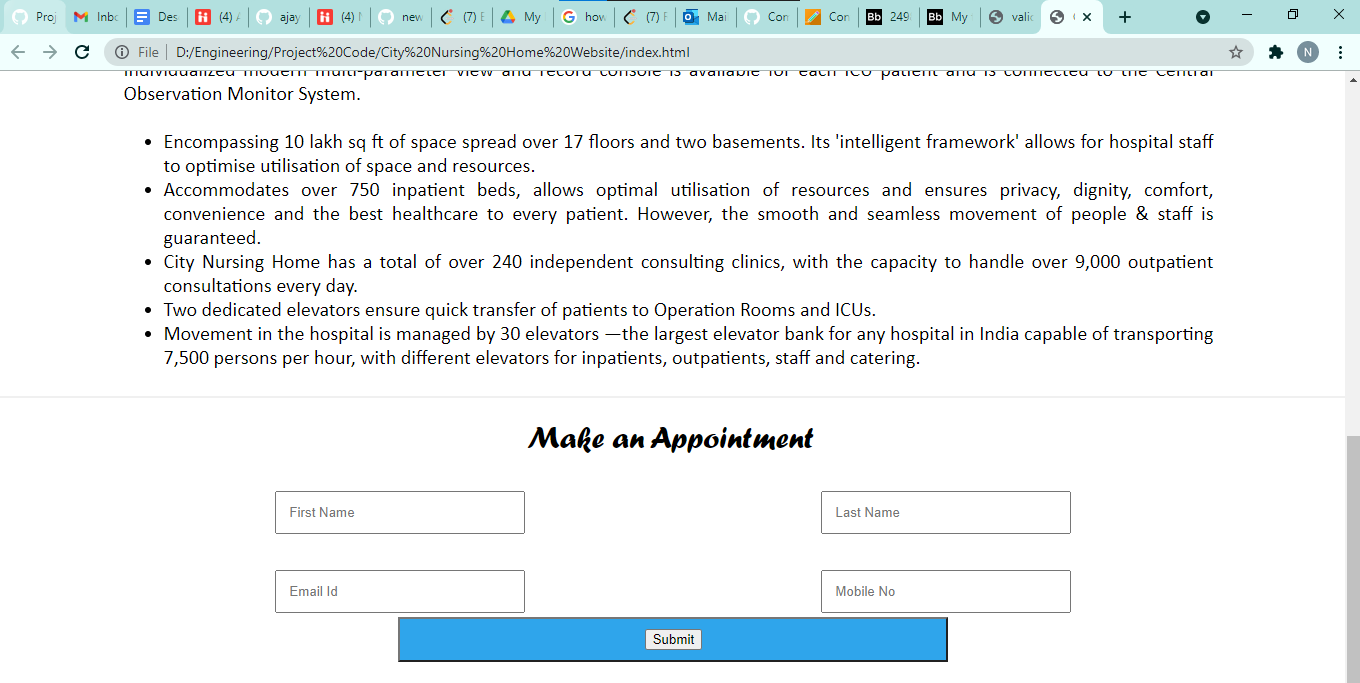 Proj
Inbc
Des
(4)
ajay
(4)
new
(7) E
My
how
(7) F
Mai
Con
Con
Bb 249
Bb My
valic
File | D:/Engineering/Project%20Code/City%20Nursing%20Home%20Website/index.html
N
individualized modern multi-parameter view and record console is available for each ICU patient and is connected to the Central
Observation Monitor System.
• Encompassing 10 lakh sq ft of space spread over 17 floors and two basements. Its 'intelligent framework' allows for hospital staff
to optimise utilisation of space and resources.
• Accommodates over 750 inpatient beds, allows optimal utilisation of resources and ensures privacy, dignity, comfort,
convenience and the best healthcare to every patient. However, the smooth and seamless movement of people & staff is
guaranteed.
• City Nursing Home has a total of over 240 independent consulting clinics, with the capacity to handle over 9,000 outpatient
consultations every day.
• Two dedicated elevators ensure quick transfer of patients to Operation Rooms and ICUs.
• Movement in the hospital is managed by 30 elevators —the largest elevator bank for any hospital in India capable of transporting
7,500 persons per hour, with different elevators for inpatients, outpatients, staff and catering.
Make an Appointment
First Name
Last Name
Email Id
Mobile No
Submit